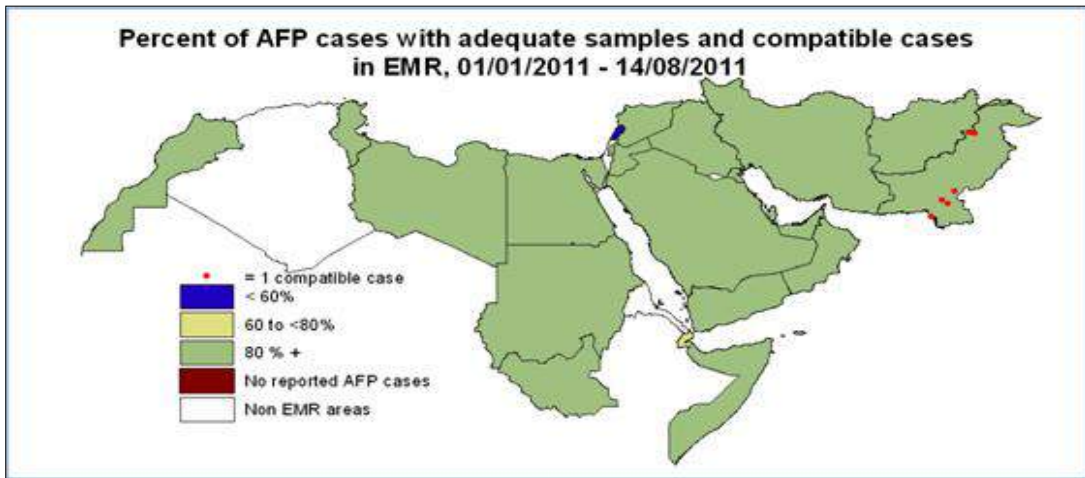 Percent of AFP cases with adequate samples and compatible cases
in EMR, 01/01/2011 - 14/08/2011
= 1 compatible case
< 60%
60 to <80%
80 % +
No reported AFP cases
Non EMR areas